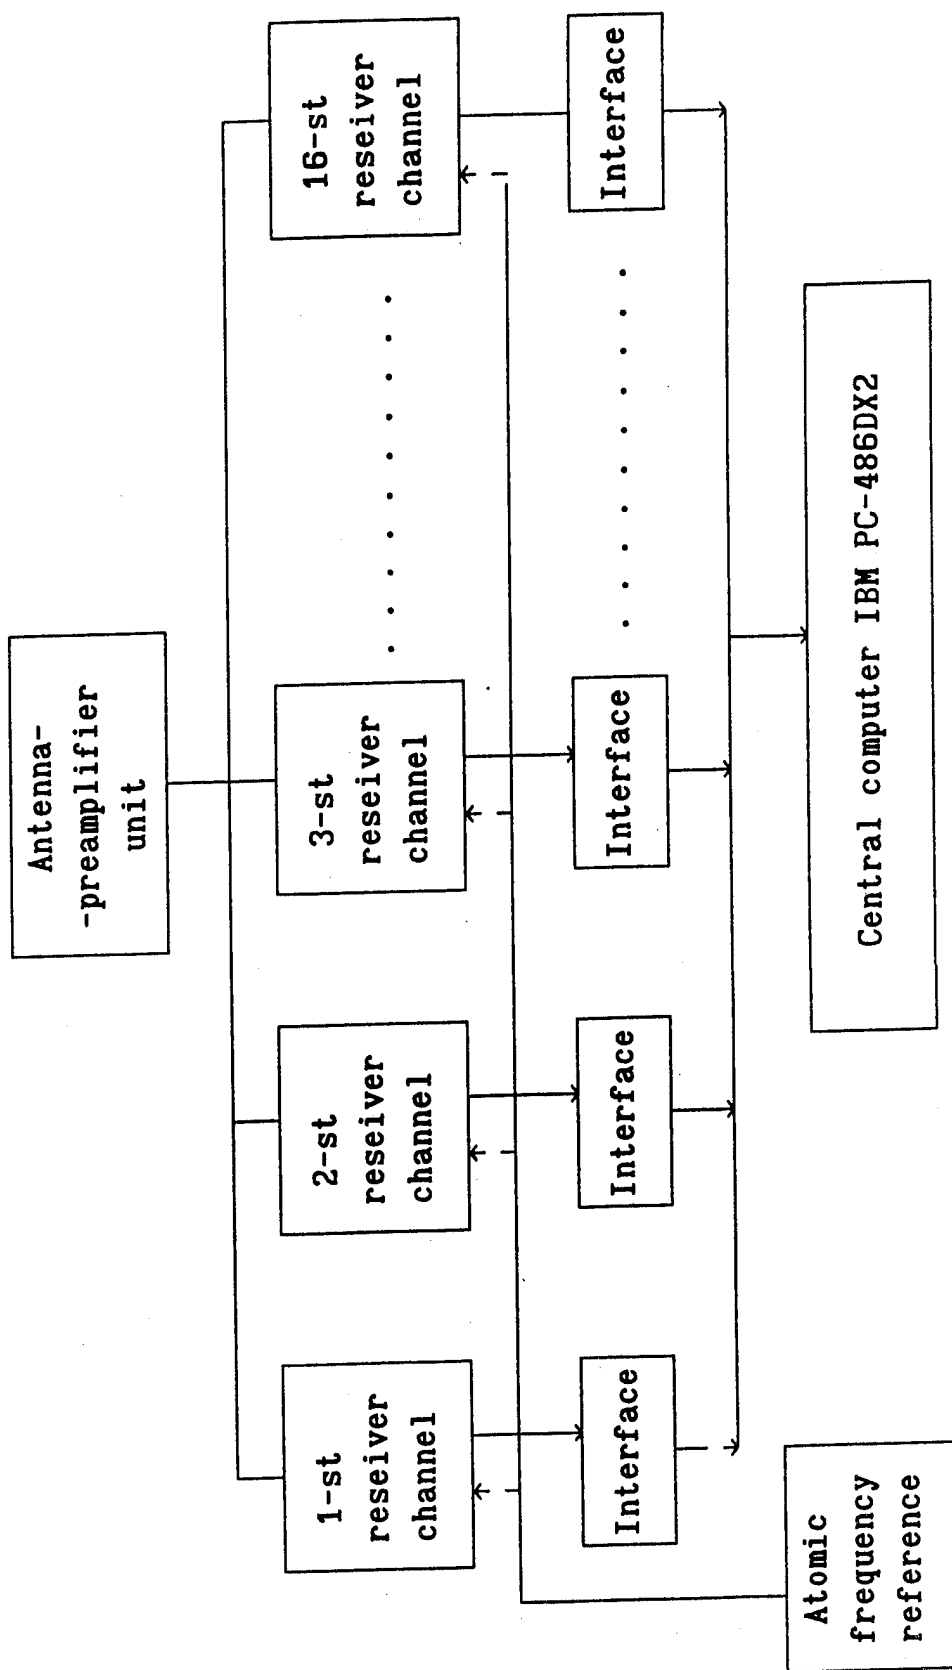 Antenna-
-preamplifier
unit
1-st
reseiver
channel
2-st
reseiver
channel
3-st
reseiver
channel
16-st
reseiver
channel
Interface
Interface
Interface
Interface
Atomic
frequency
reference
Central computer IBM PC-486DX2